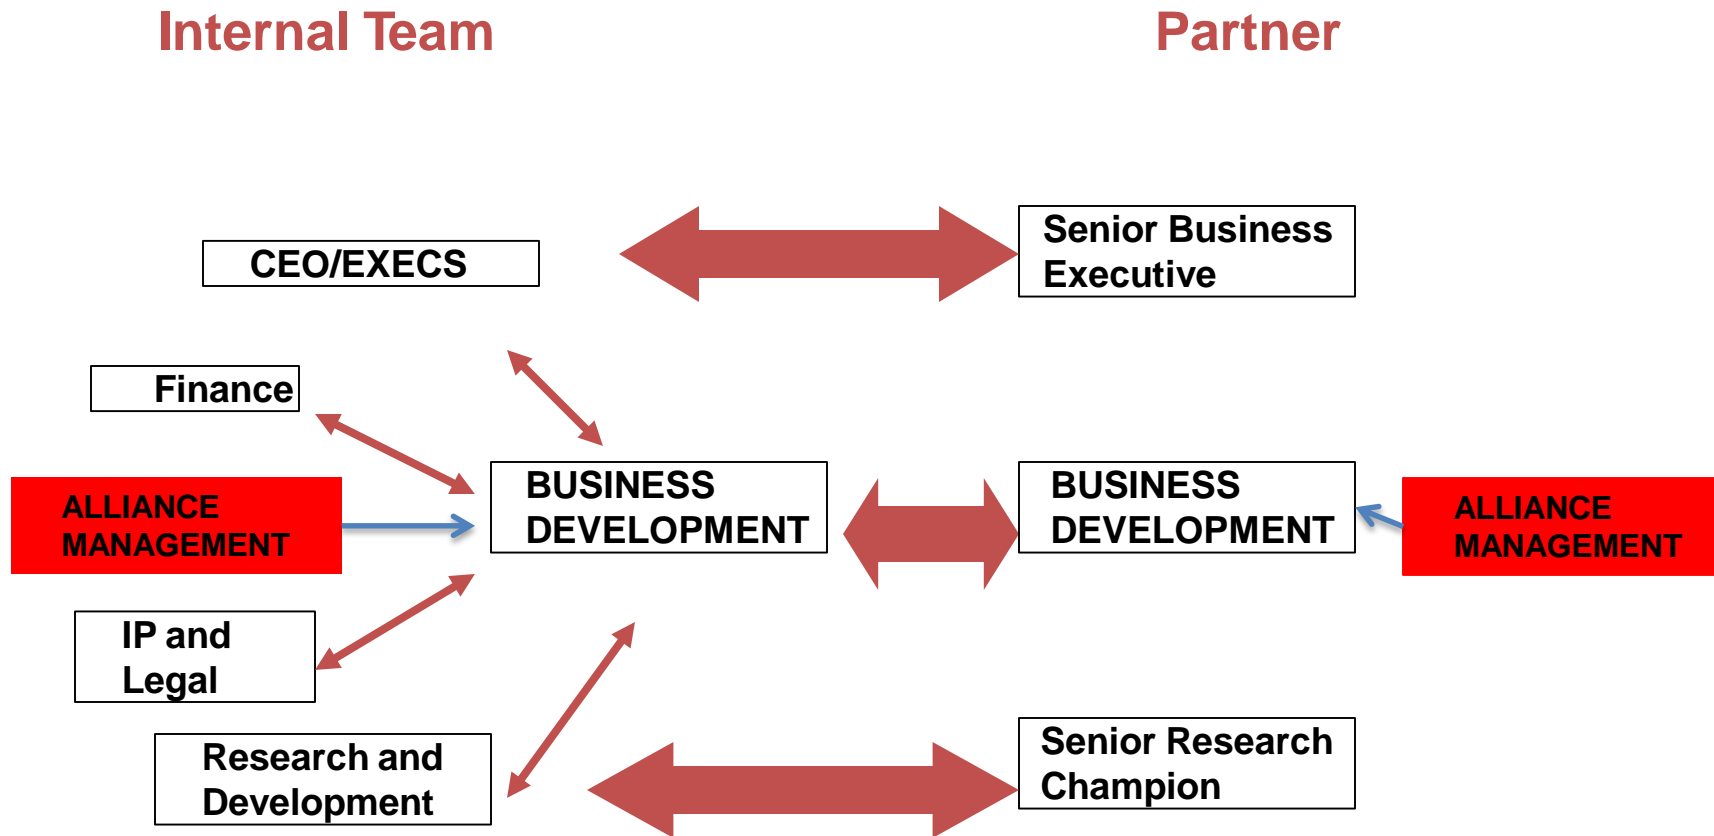 Internal Team
Partner
CEO/EXECS
Senior Business
Executive
Finance
ALLIANCE
MANAGEMENT
BUSINESS
DEVELOPMENT
BUSINESS
DEVELOPMENT
ALLIANCE
MANAGEMENT
IP and
Legal
Research and
Development
Senior Research
Champion